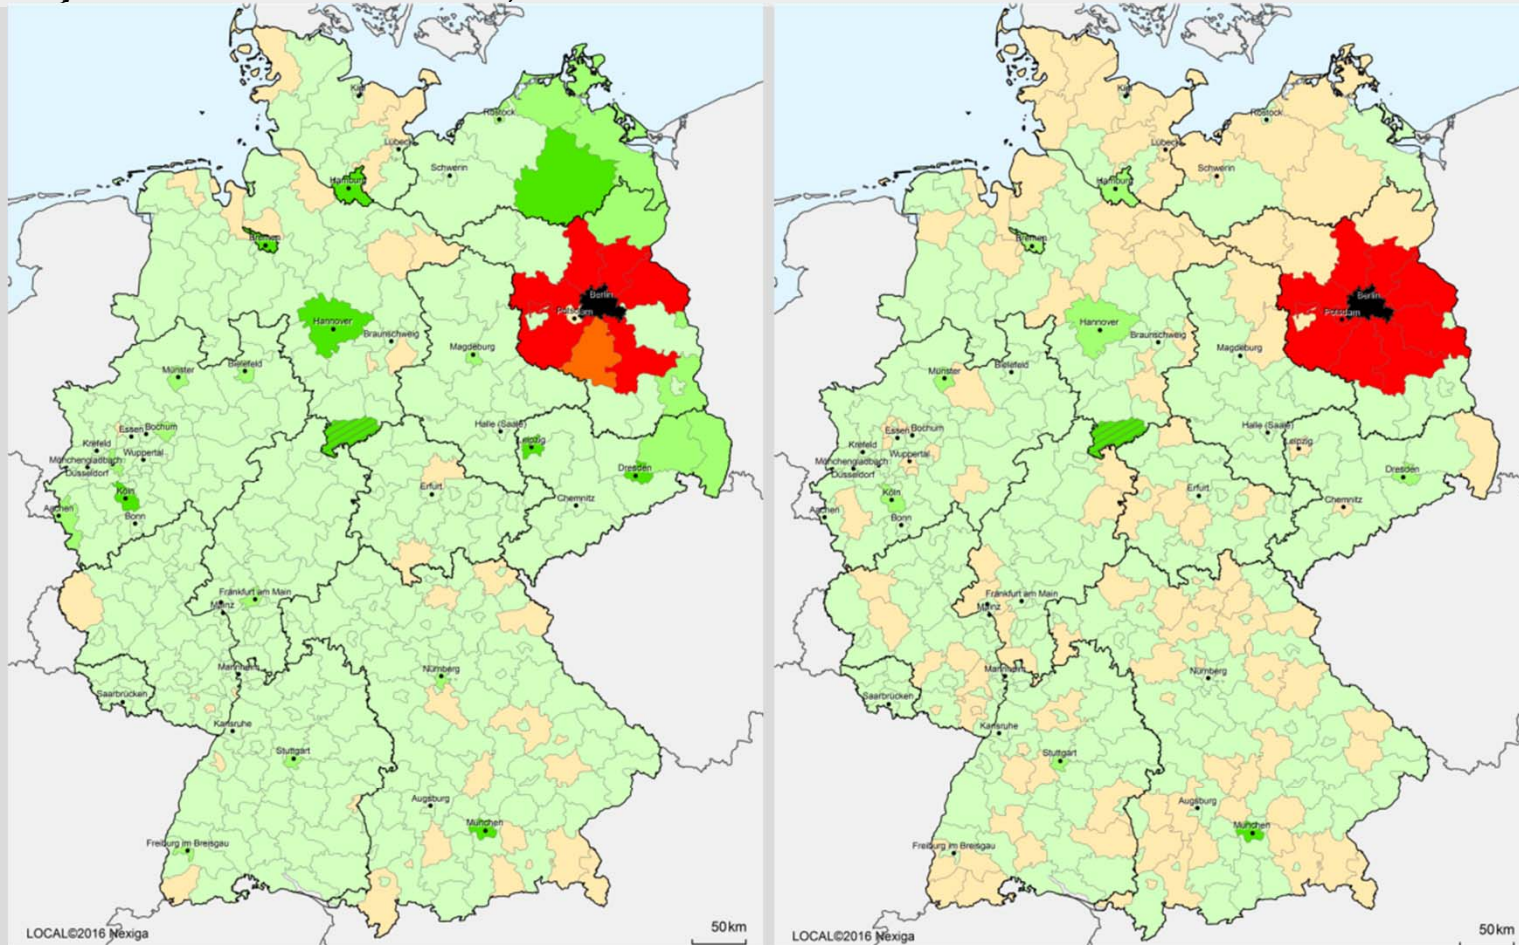 Kiel
Rostock
Lübeck
Schwerin
Hamburg
Bremen
Berlin
Potsdam
Hannover
Braunschweig
Magdeburg
Münster
Bielefeld
Essen Bochum
Krefeld
Halle (Saale)
Leipzig
Mönchengladbach Wuppertal
Düsseldorf
Dresden
Köln
Erfurt
Chemnitz
Aachen
Bonn
Frankfurt am Main
Mainz
Mannheim
Nürnberg
Saarbrücken
Karlsruhe
Stuttgart
Augsburg
München
Freiburg im Breisgau
LOCAL©2016 Nexiga
50 km
Kiel
Rostock
Lübeck
Schwerin
Hamburg
Bremen
Berlin
Potsdam
Hannover
Braunschweig
Magdeburg
Münster
Bielefeld
Essen Bochum
Krefeld
Halle (Saale)
Leipzig
Mönchengladbach Wuppertal
Düsseldorf
Dresden
Köln
Erfurt
Chemnitz
Aachen
Bonn
Frankfurt am Main
Mainz
Mannheim
Nürnberg
Saarbrücken
Karlsruhe
Stuttgart
Augsburg
München
Freiburg im Breisgau
LOCAL©2016 Nexiga
50 km